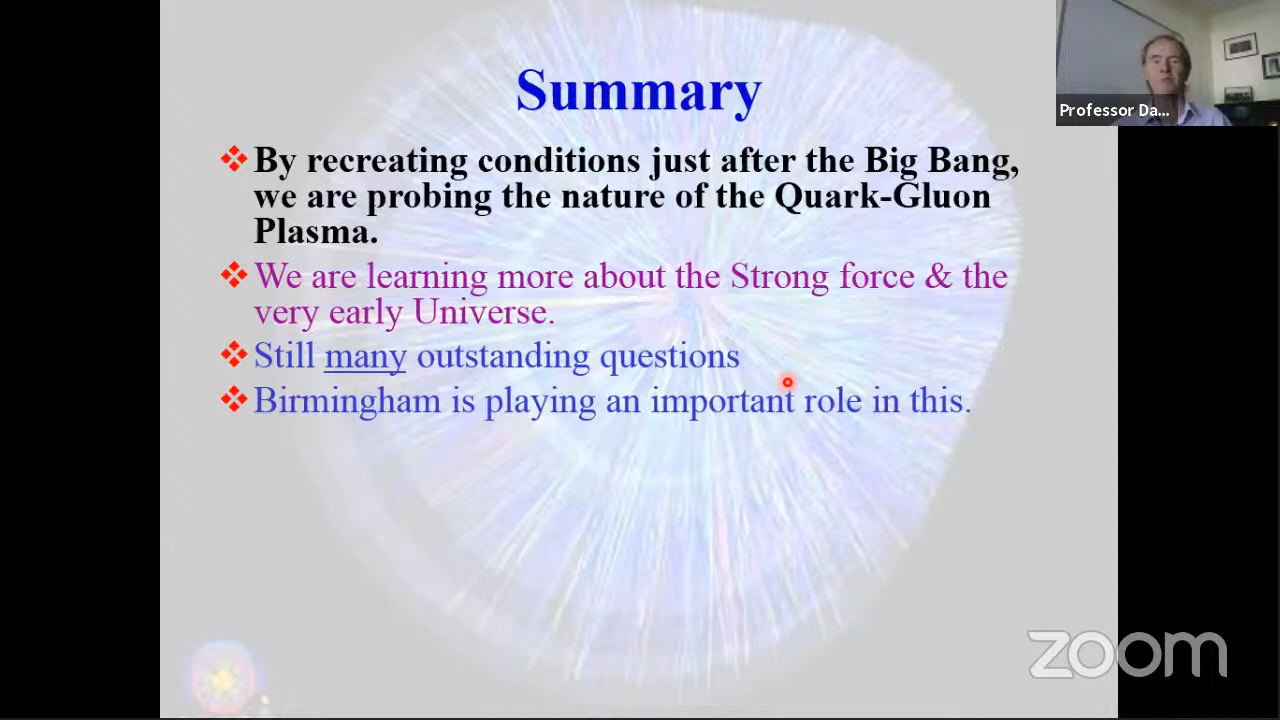 Summary
By recreating conditions just after the Big Bang,
we are probing the nature of the Quark-Gluon
Plasma.
We are learning more about the Strong force & the
very early Universe.
Still many outstanding questions
Birmingham is playing an important role in this.
Professor Da...
zoom